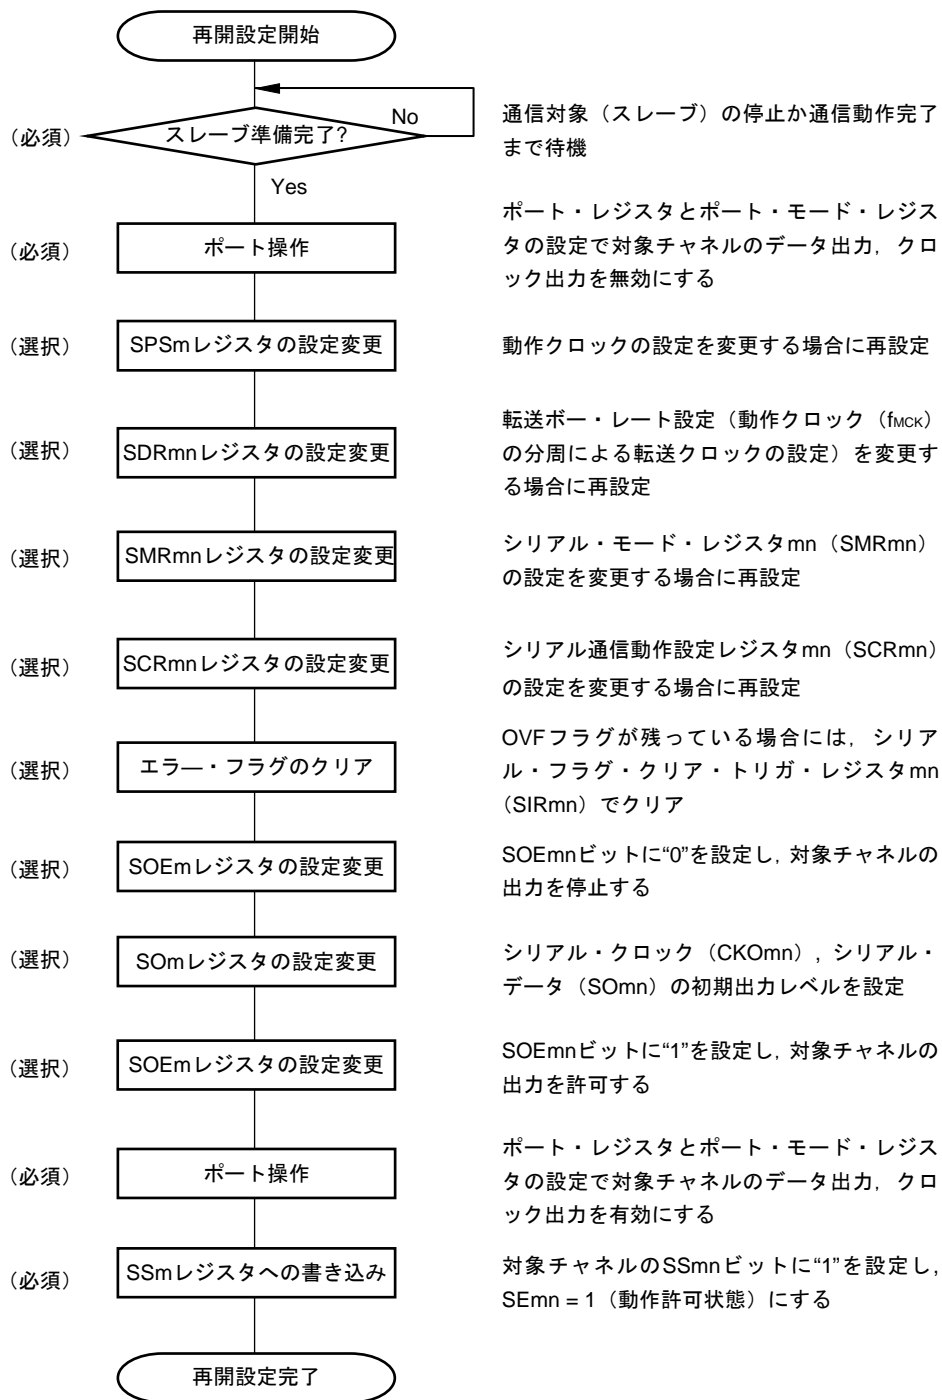 再開設定開始
No
(必須)
スレーブ準備完了?
通信対象（スレーブ）の停止か通信動作完了
まで待機
Yes
(必須)
ポート操作
ポート・レジスタとポート・モード・レジス
タの設定で対象チャネルのデータ出力，クロ
ック出力を無効にする
(選択)
SPSmレジスタの設定変更
動作クロックの設定を変更する場合に再設定
(選択)
SDRmnレジスタの設定変更
転送ボー・レート設定（動作クロック（fMCK）
の分周による転送クロックの設定）を変更す
る場合に再設定
(選択)
SMRmnレジスタの設定変更
シリアル・モード・レジスタmn（SMRmn）
の設定を変更する場合に再設定
(選択)
SCRmnレジスタの設定変更
シリアル通信動作設定レジスタmn（SCRmn）
の設定を変更する場合に再設定
(選択)
エラ―・フラグのクリア
OVFフラグが残っている場合には，シリア
ル・フラグ・クリア・トリガ・レジスタmn
（SIRmn）でクリア
(選択)
SOEmレジスタの設定変更
SOEmnビットに“0”を設定し，対象チャネルの
出力を停止する
(選択)
SOmレジスタの設定変更
シリアル・クロック（CKOmn），シリアル・
データ（SOmn）の初期出力レベルを設定
(選択)
SOEmレジスタの設定変更
SOEmnビットに“1”を設定し，対象チャネルの
出力を許可する
(必須)
ポート操作
ポート・レジスタとポート・モード・レジス
タの設定で対象チャネルのデータ出力，クロ
ック出力を有効にする
(必須)
SSmレジスタへの書き込み
対象チャネルのSSmnビットに“1”を設定し，
SEmn = 1（動作許可状態）にする
再開設定完了